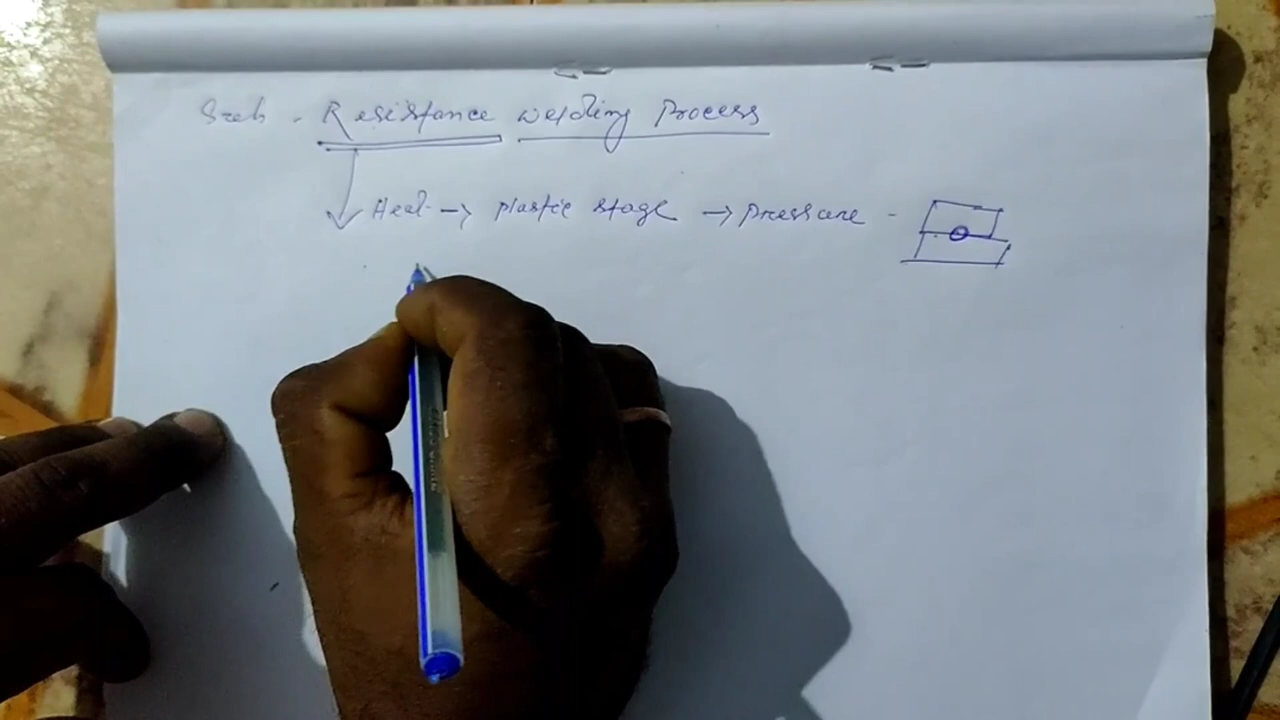 Resistance welding Process
Heat → plastic stage → pressure -